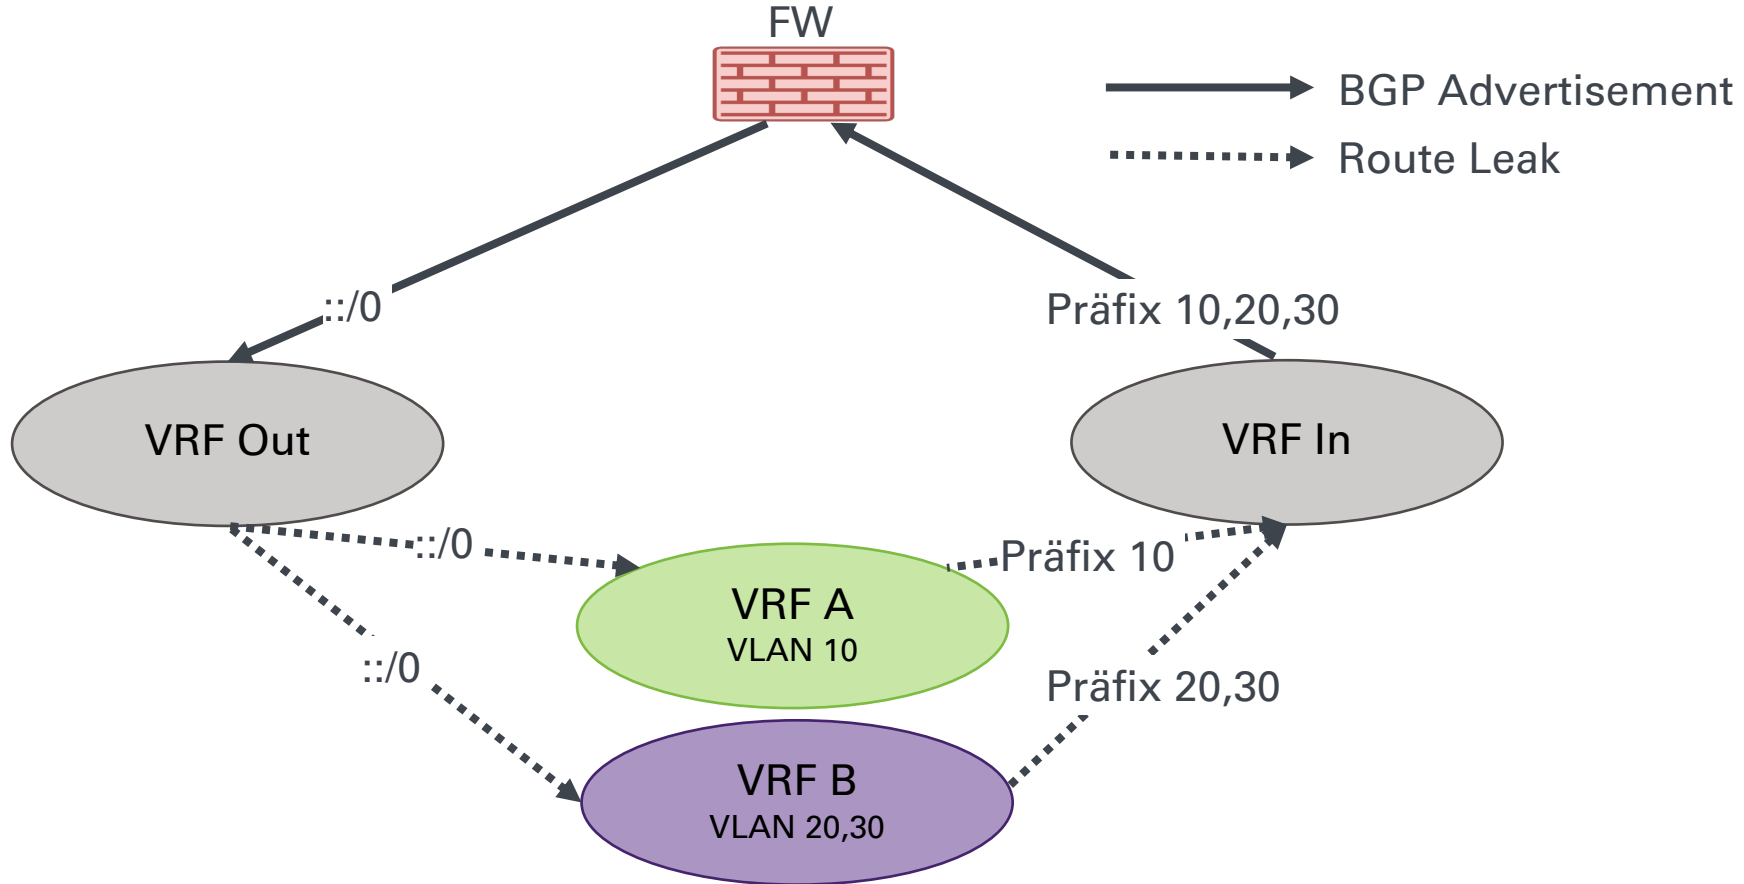 FW
BGP Advertisement
Route Leak
::/0
Präfix 10,20,30
VRF Out
VRF In
::/0
Präfix 10
VRF A
VLAN 10
::/0
Präfix 20,30
VRF B
VLAN 20,30